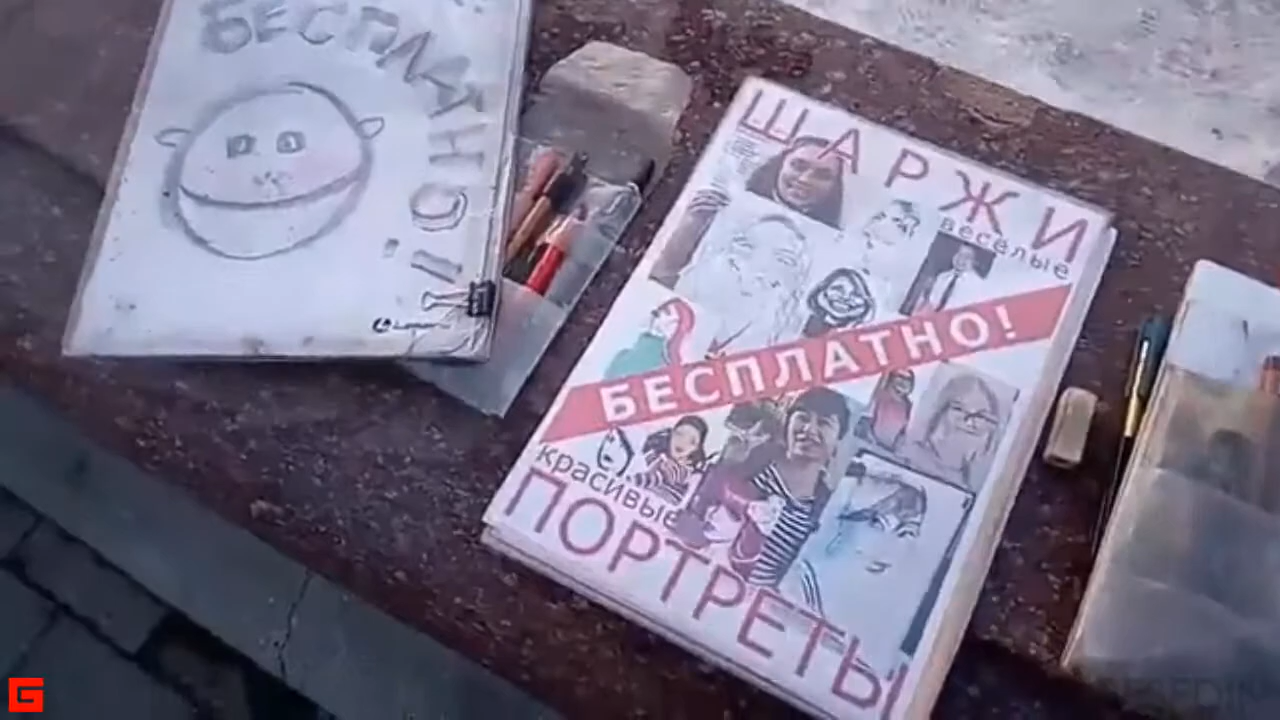 БЕСПЛАТНО!
ШАРЖИ
весёлые
БЕСПЛАТНО!
красивые
ПОРТРЕТЫ
G